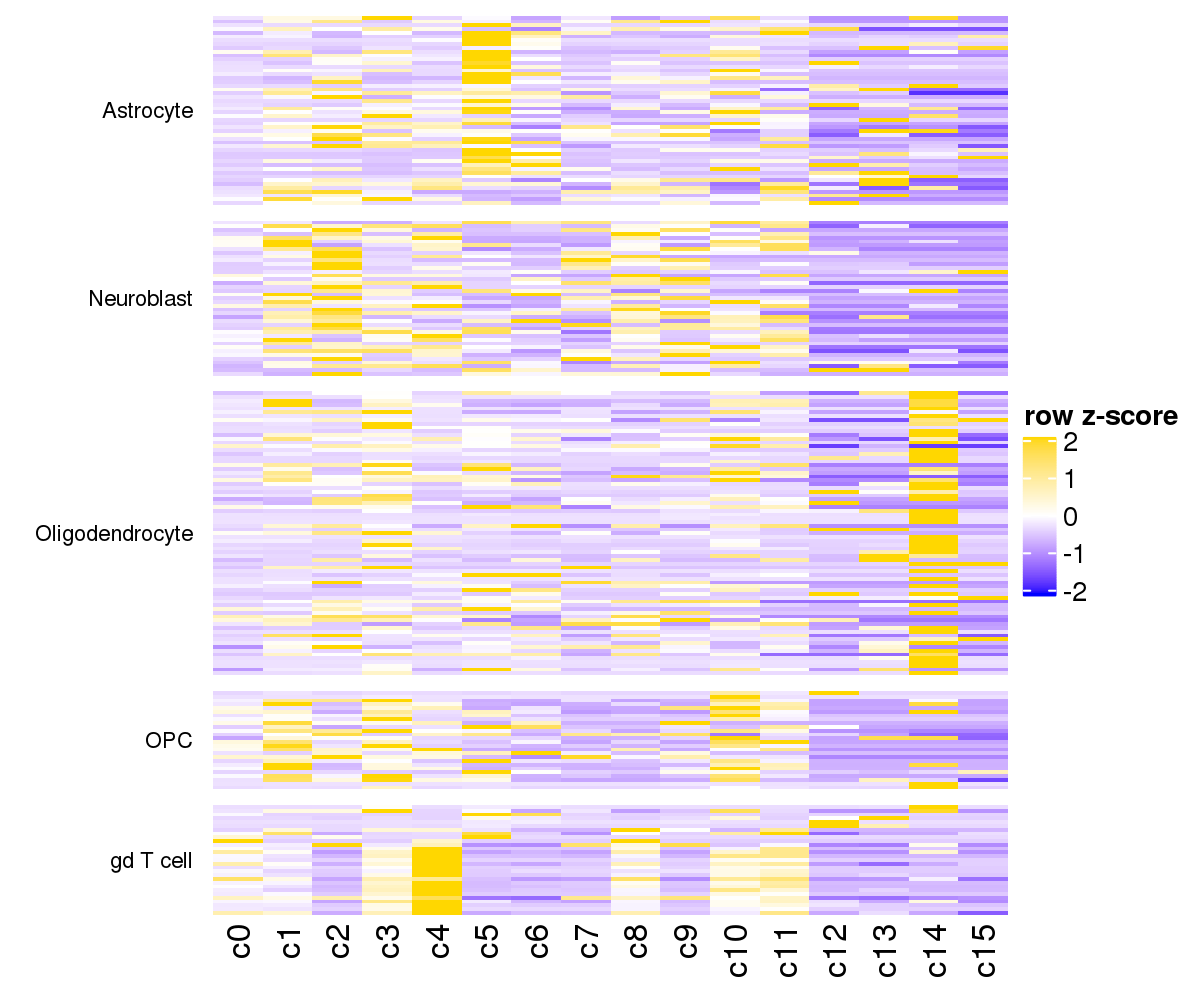 Astrocyte
Neuroblast
Oligodendrocyte
OPC
gd T cell
row z-score
2
1
0
-1
-2
c0 c1 c2 c3 c4 c5 c6 c7 c8 c9 c10 c11 c12 c13 c14 c15